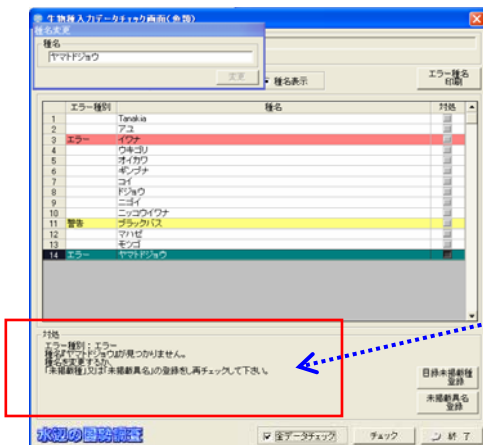 生物種入力データチェック画面(魚類)
種名変更
種名
ヤマトドジョウ
変更
種名表示
エラー種名
印刷
エラー種別 種名 対処
1 Tanakia
2 アユ
3 エラー イワナ
4 ウキゴリ
5 オイカワ
6 ギンブナ
7 コイ
8 ドジョウ
9 ニゴイ
10 ニッコウイワナ
11 警告 ブラックバス
12 マハゼ
13 モツゴ
14 エラー ヤマトドジョウ
対処
エラー種別:エラー
種名『ヤマトドジョウ』が見つかりません。
種名を変更するか、
「未掲載種」又は「未掲載異名」の登録をし再チェックして下さい。
目録未掲載種
登録
未掲載異名
登録
水辺の国勢調査
全データチェック チェック 終了